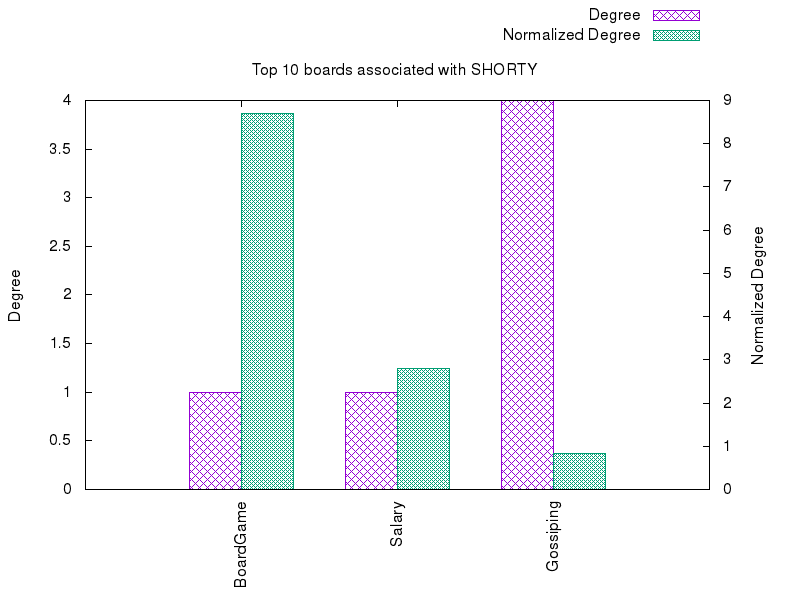 Degree
Normalized Degree
Top 10 boards associated with SHORTY
4
3.5
3
2.5
2
1.5
1
0.5
0
9
8
7
6
5
4
3
2
1
0
Degree
Normalized Degree
BoardGame
Salary
Gossiping